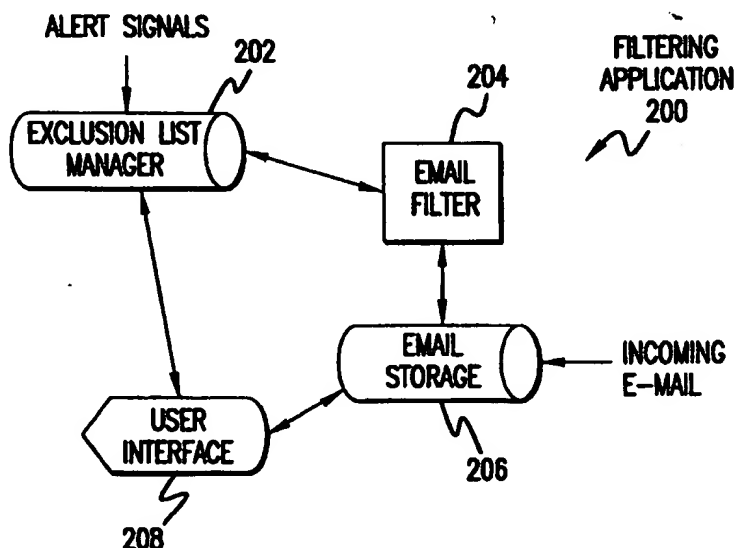 ALERT SIGNALS
202
FILTERING
APPLICATION
200
204
EXCLUSION LIST
MANAGER
EMAIL
FILTER
EMAIL
STORAGE
INCOMING
E-MAIL
USER
INTERFACE
206
208